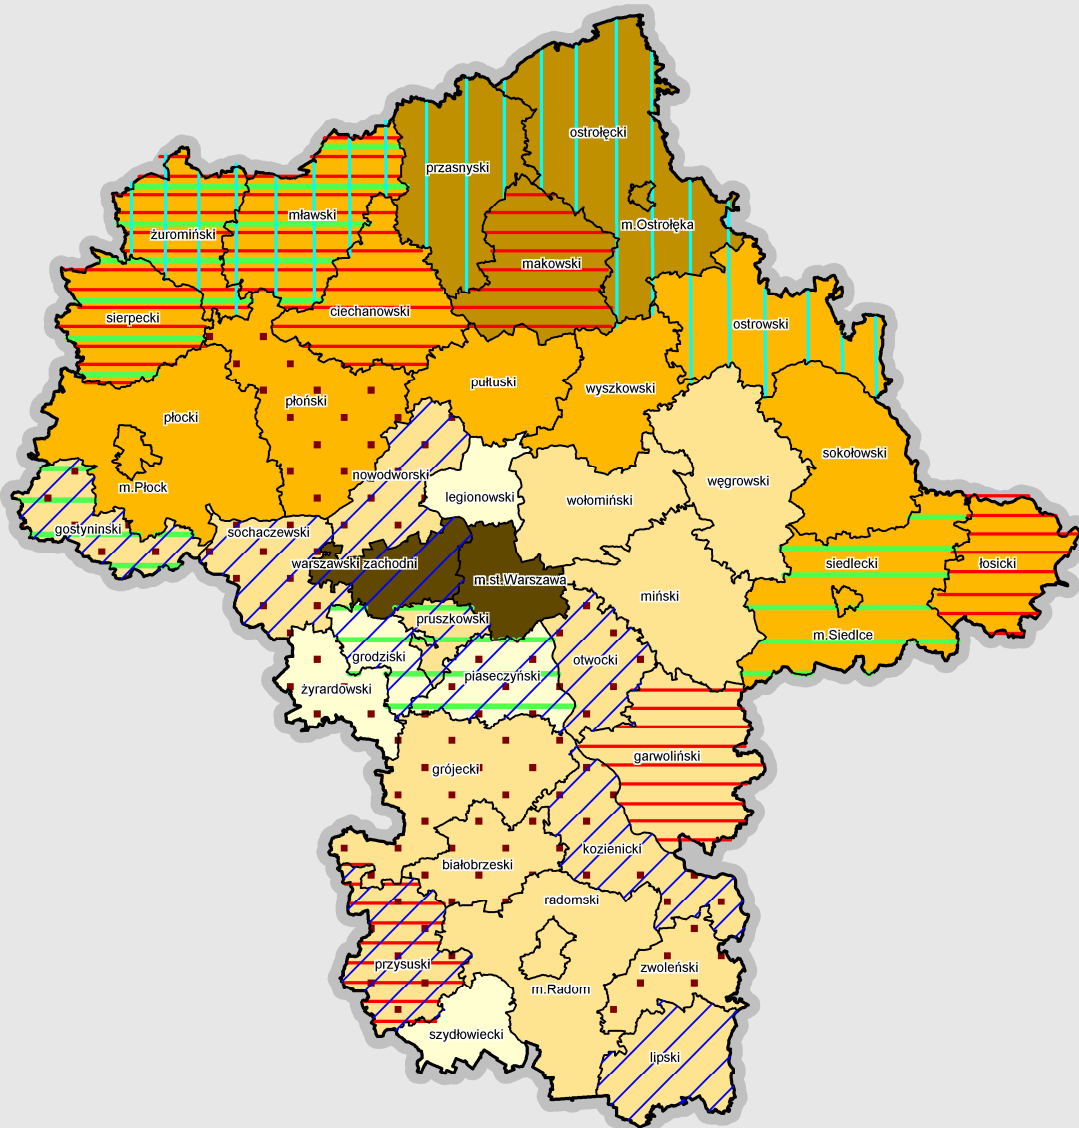 ostrołęcki
przasnyski
mławski
m.Ostrołęka
żuromiński
makowski
ciechanowski
sierpecki
ostrowski
pułtuski
wyszkowski
płoński
płocki
sokołowski
nowodworski
węgrowski
m.Płock
legionowski
wołomiński
gostyninski
sochaczewski
warszawski zachodni
siedlecki
łosicki
m.st.Warszawa
miński
pruszkowski
m.Siedlce
grodziski
otwocki
piaseczyński
żyrardowski
garwoliński
grójecki
kozienicki
białobrzeski
radomski
przysuski
zwoleński
m.Radom
szydłowiecki
lipski